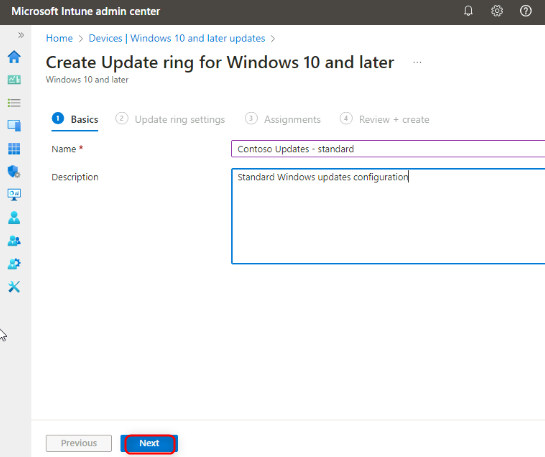 Microsoft Intune admin center
Home > Devices | Windows 10 and later updates >
Create Update ring for Windows 10 and later ...
Windows 10 and later
1 Basics 2 Update ring settings 3 Assignments 4 Review + create
Name * Contoso Updates - standard
Description Standard Windows updates configuration
Previous Next